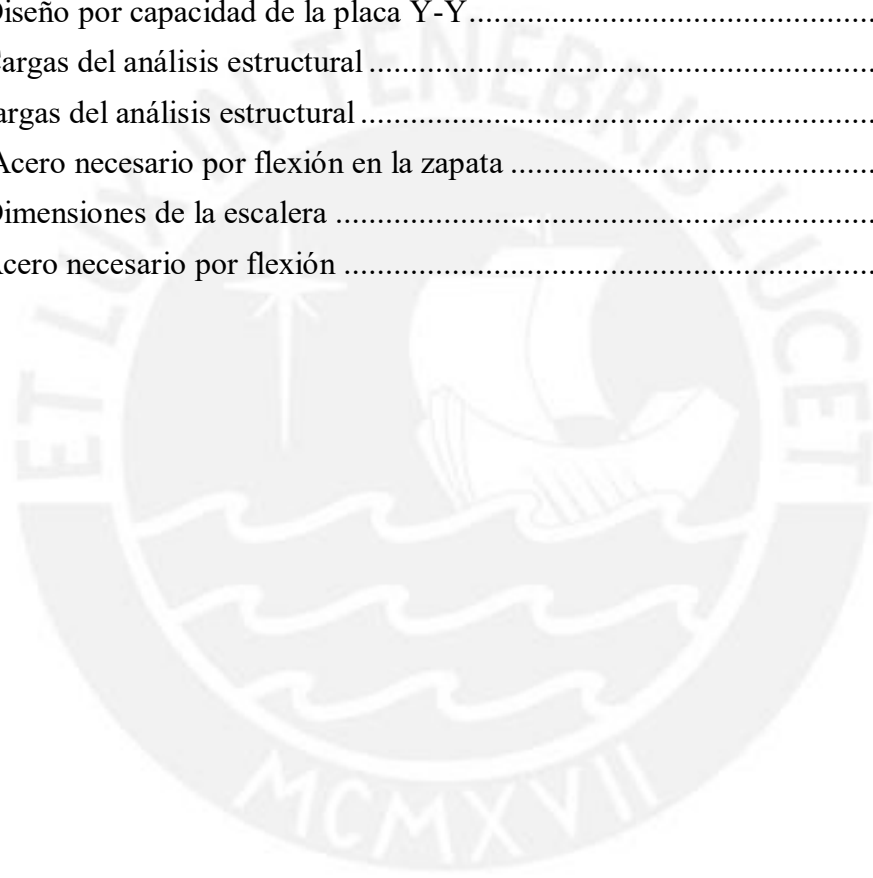 Diseño por capacidad de la placa Y-Y
Cargas del análisis estructural
argas del análisis estructural
Acero necesario por flexión en la zapata
Dimensiones de la escalera
Acero necesario por flexión
ET LUX IN TENEBRIS LUCET
MCMXVII